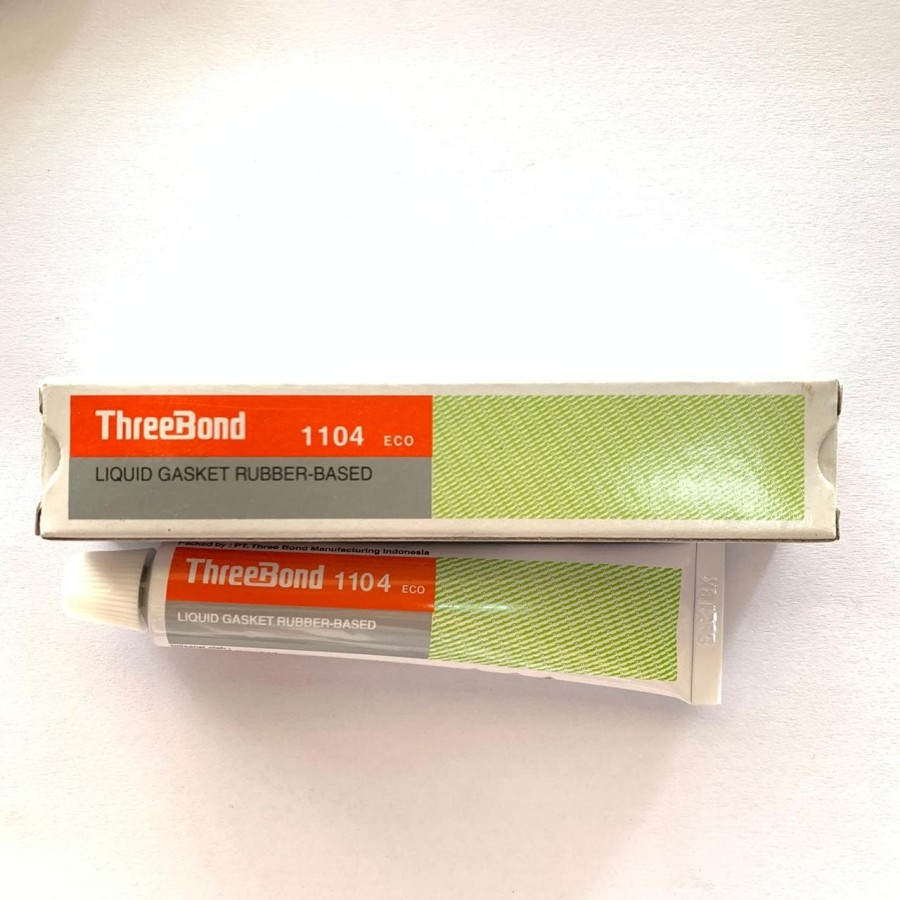 ThreeBond 1104 ECO
LIQUID GASKET RUBBER-BASED
Packed by : PT. Three Bond Manufacturing Indonesia
ThreeBond 1104 ECO
LIQUID GASKET RUBBER-BASED